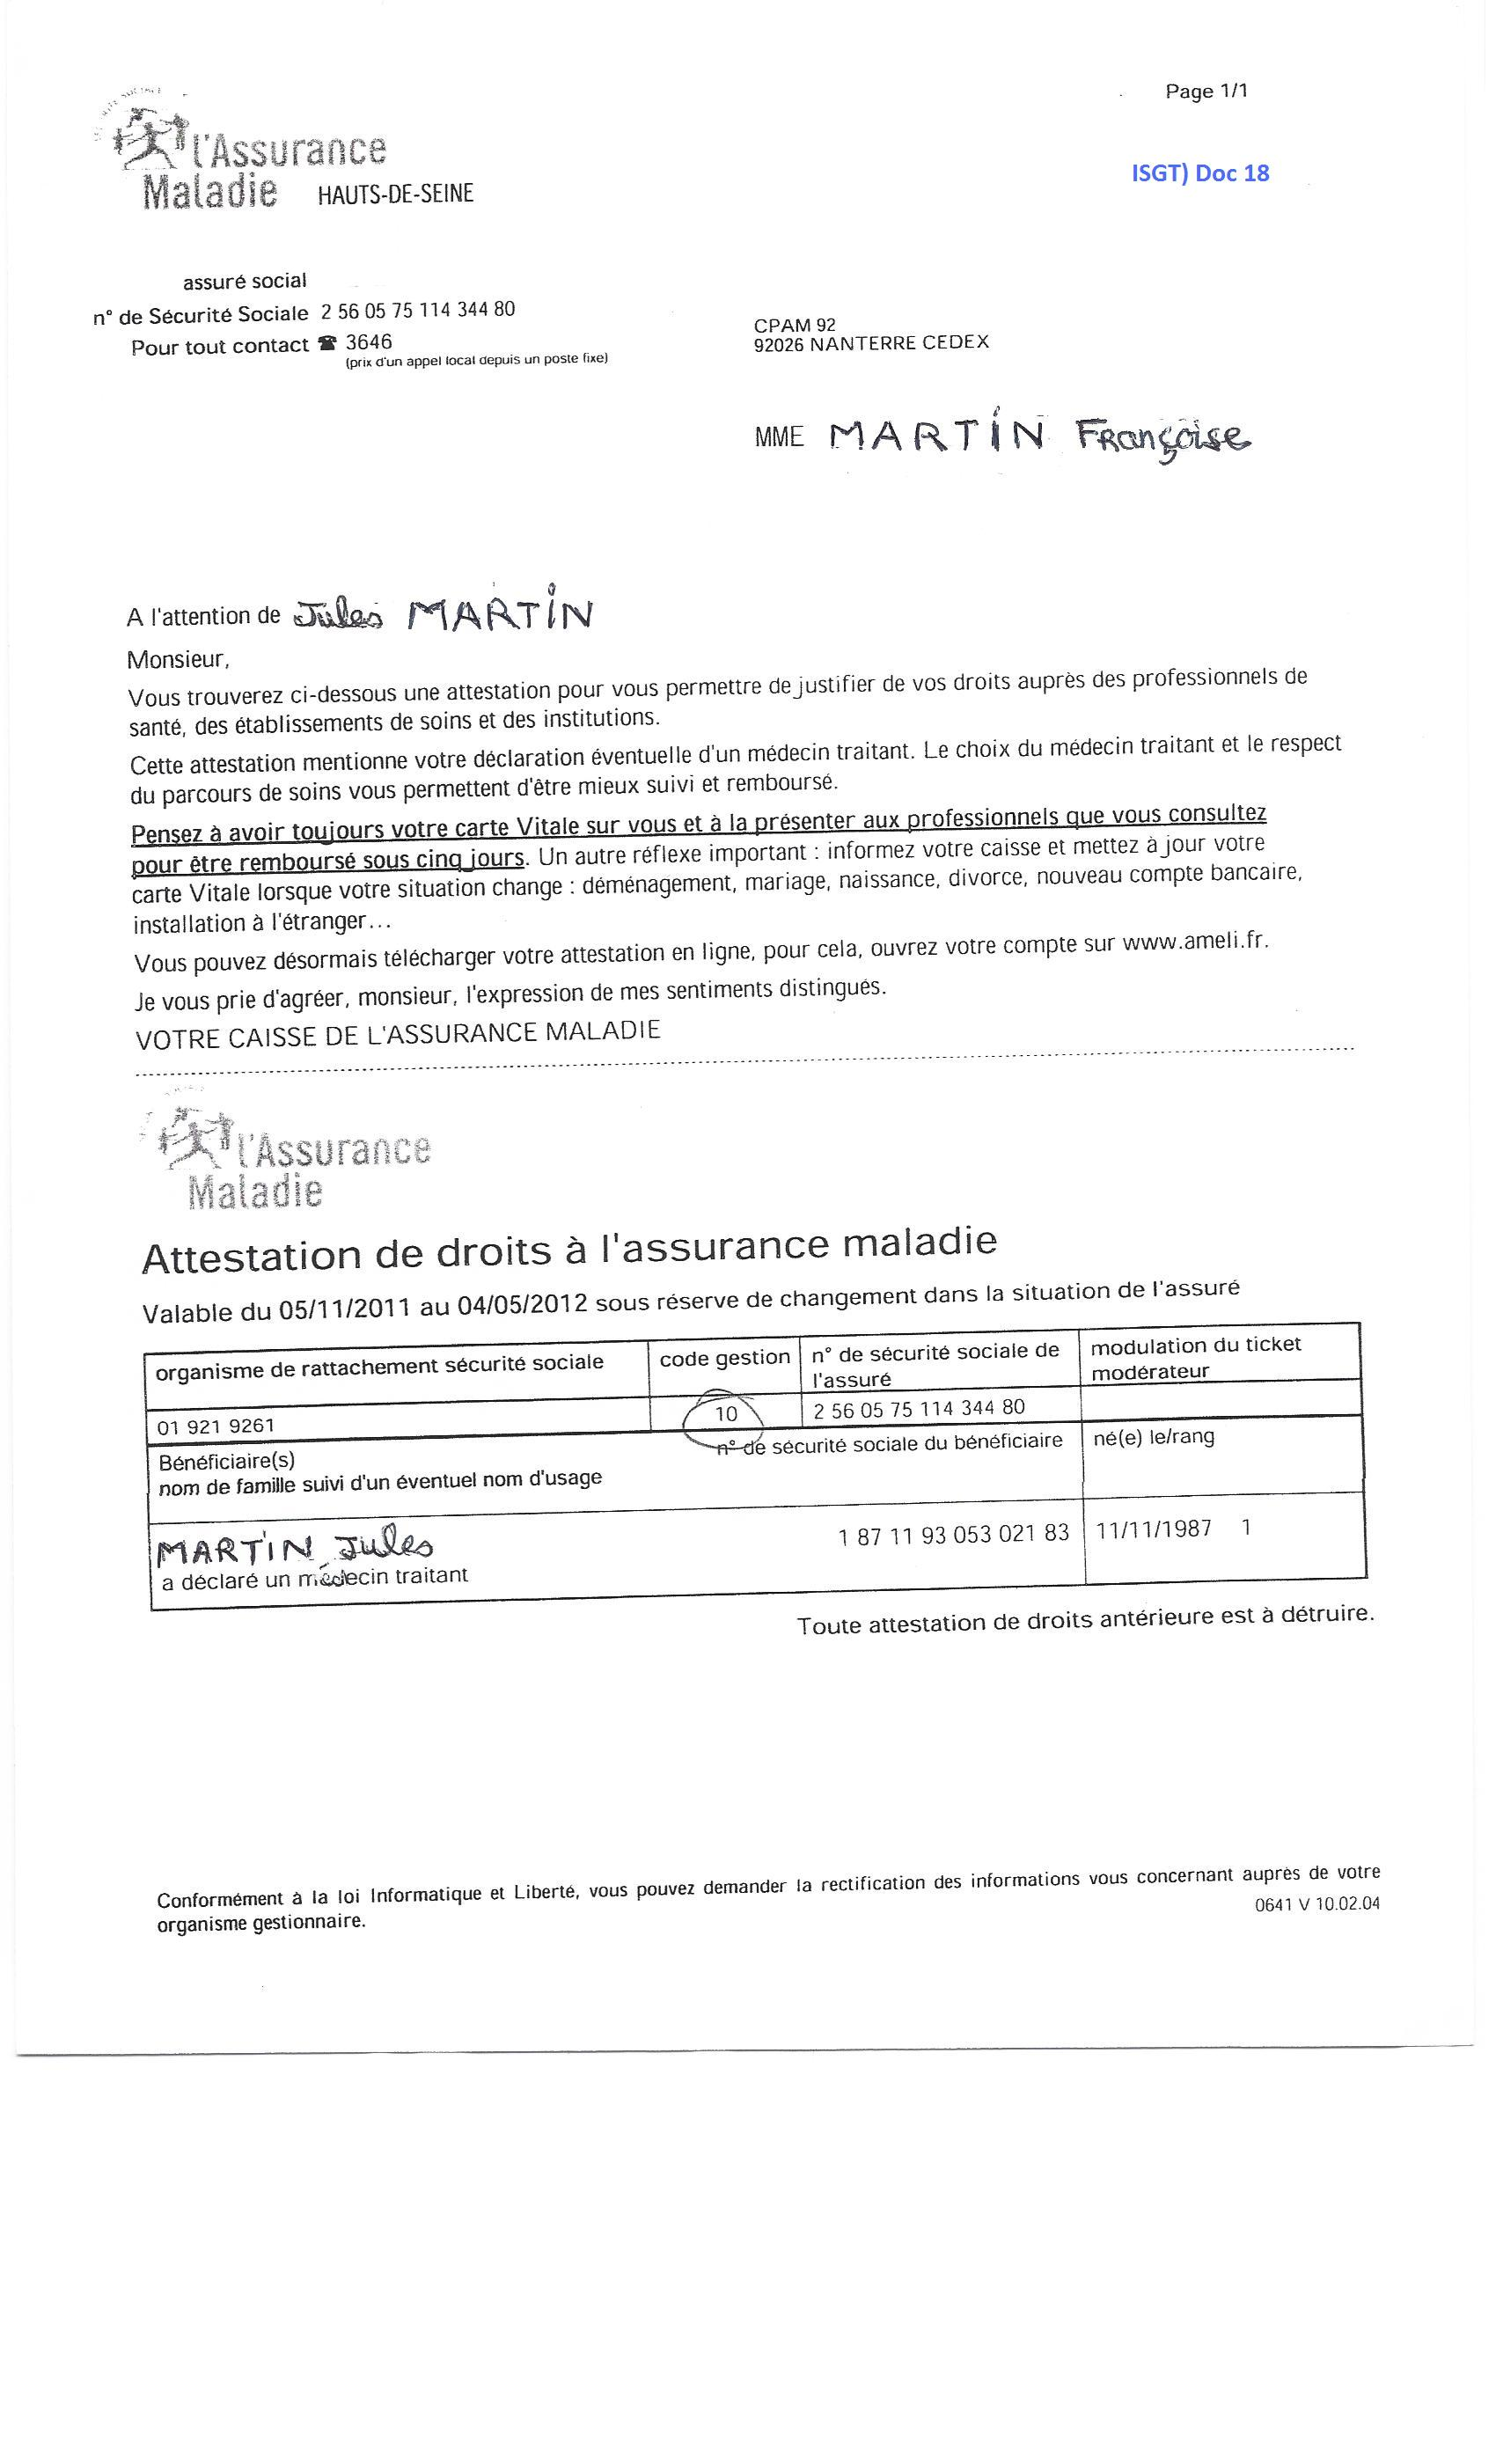 Page 1/1
l'Assurance
Maladie HAUTS-DE-SEINE
ISGT) Doc 18
assuré social
n° de Sécurité Sociale 2 56 05 75 114 344 80
Pour tout contact ☎ 3646
(prix d'un appel local depuis un poste fixe)
CPAM 92
92026 NANTERRE CEDEX
MME MARTIN Françoise
A l'attention de Jules MARTIN
Monsieur,
Vous trouverez ci-dessous une attestation pour vous permettre de justifier de vos droits auprès des professionnels de
santé, des établissements de soins et des institutions.
Cette attestation mentionne votre déclaration éventuelle d'un médecin traitant. Le choix du médecin traitant et le respect
du parcours de soins vous permettent d'être mieux suivi et remboursé.
Pensez à avoir toujours votre carte Vitale sur vous et à la présenter aux professionnels que vous consultez
pour être remboursé sous cinq jours. Un autre réflexe important : informez votre caisse et mettez à jour votre
carte Vitale lorsque votre situation change : déménagement, mariage, naissance, divorce, nouveau compte bancaire,
installation à l'étranger...
Vous pouvez désormais télécharger votre attestation en ligne, pour cela, ouvrez votre compte sur www.ameli.fr.
Je vous prie d'agréer, monsieur, l'expression de mes sentiments distingués.
VOTRE CAISSE DE L'ASSURANCE MALADIE
l'Assurance
Maladie
Attestation de droits à l'assurance maladie
Valable du 05/11/2011 au 04/05/2012 sous réserve de changement dans la situation de l'assuré
organisme de rattachement sécurité sociale code gestion n° de sécurité sociale de modulation du ticket
l'assuré modérateur
01 921 9261 10 2 56 05 75 114 344 80
Bénéficiaire(s) n° de sécurité sociale du bénéficiaire né(e) le/rang
nom de famille suivi d'un éventuel nom d'usage
MARTIN Jules 1 87 11 93 053 021 83 11/11/1987 1
a déclaré un médecin traitant
Toute attestation de droits antérieure est à détruire.
Conformément à la loi Informatique et Liberté, vous pouvez demander la rectification des informations vous concernant auprès de votre
organisme gestionnaire.
0641 V 10.02.04